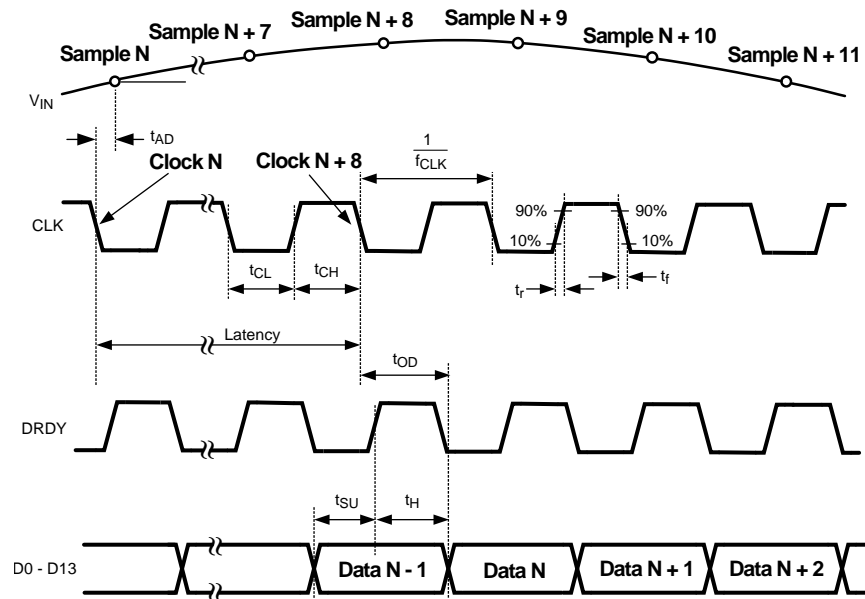 Sample N
Sample N + 7
Sample N + 8
Sample N + 9
Sample N + 10
Sample N + 11
VIN
tAD
Clock N
Clock N + 8
1
fCLK
CLK
90%
90%
10%
10%
tCL
tCH
tr
tf
Latency
tOD
DRDY
tSU
tH
D0 - D13
Data N - 1
Data N
Data N + 1
Data N + 2